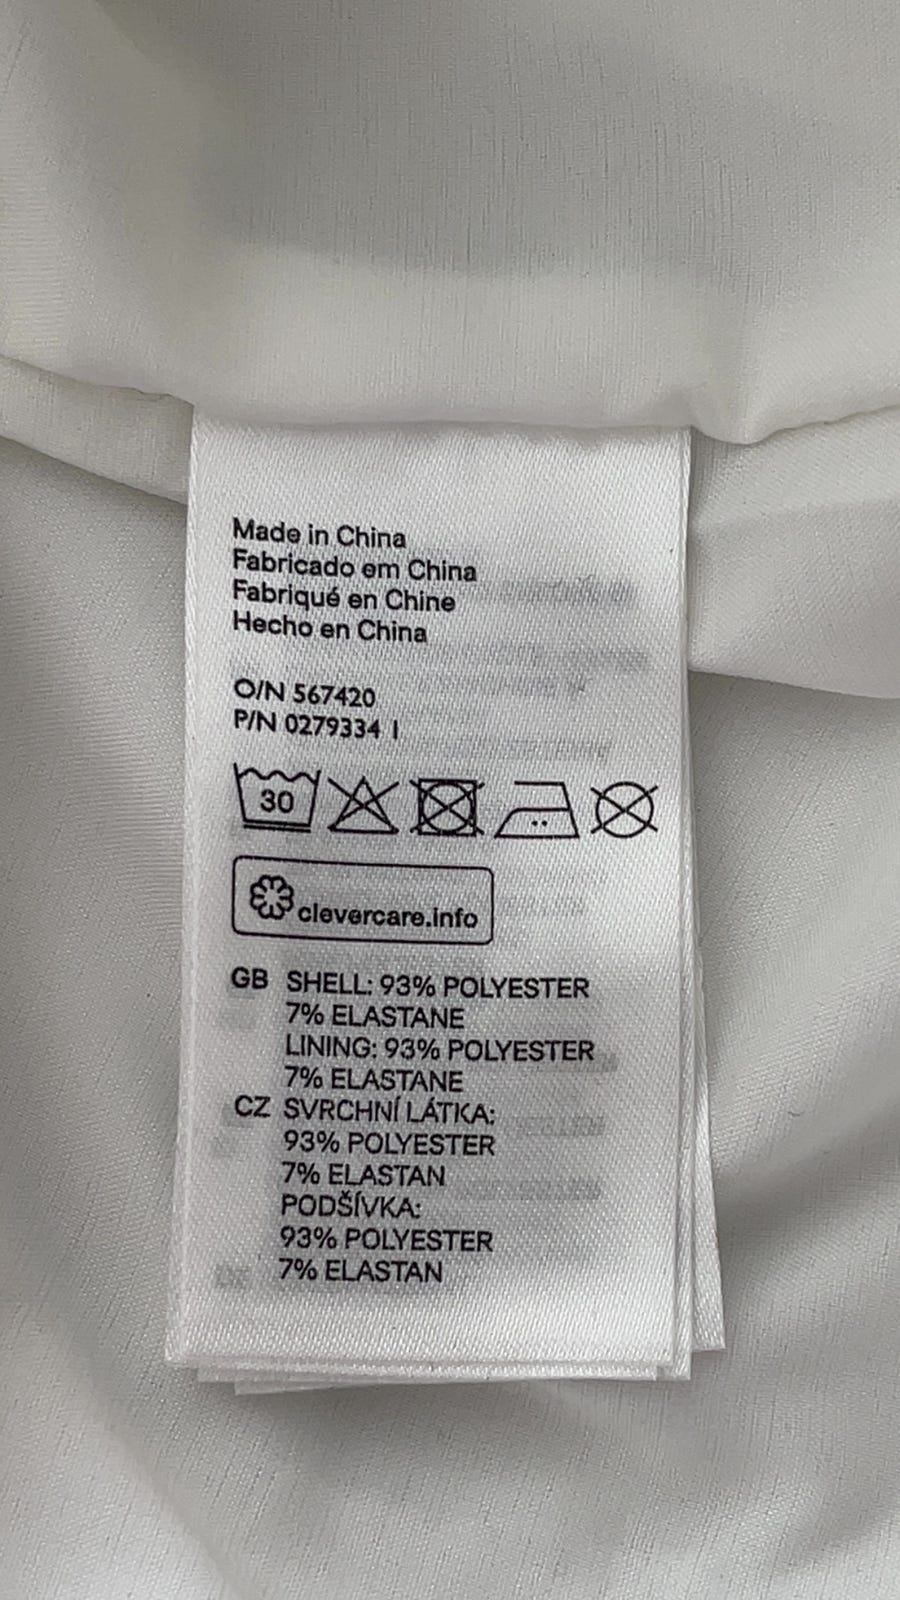 Made in China
Fabricado em China
Fabriqué en Chine
Hecho en China
O/N 567420
P/N 0279334 1
30
clevercare.info
GB SHELL: 93% POLYESTER
7% ELASTANE
LINING: 93% POLYESTER
7% ELASTANE
CZ SVRCHNÍ LÁTKA:
93% POLYESTER
7% ELASTAN
PODŠÍVKA:
93% POLYESTER
7% ELASTAN